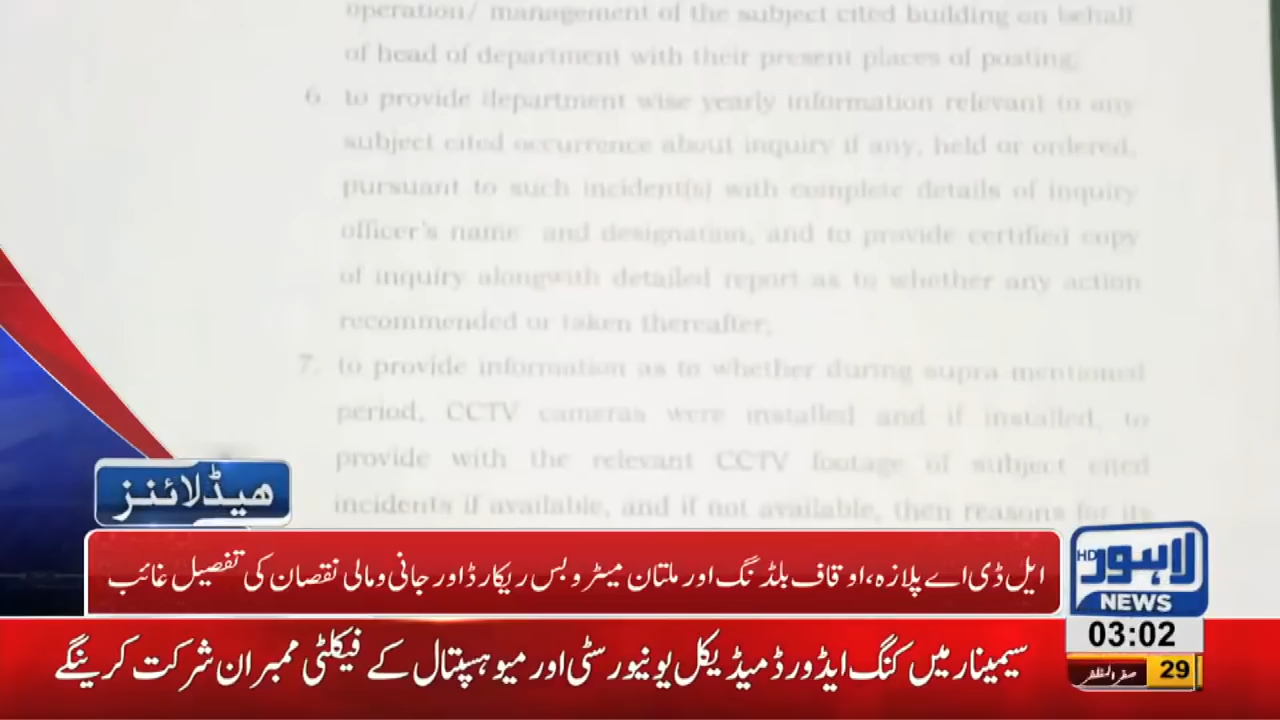 operation/ management of the subject cited building on behalf
of head of department with their present places of posting;
6. to provide department wise yearly information relevant to any
subject cited occurrence about inquiry if any, held or ordered,
pursuant to such incident(s) with complete details of inquiry
officer's name and designation, and to provide certified copy
of inquiry alongwith detailed report as to whether any action
recommended or taken thereafter;
7. to provide information as to whether during supra mentioned
period, CCTV cameras were installed and if installed, to
provide with the relevant CCTV footage of subject cited
incidents if available, and if not available, then reasons for its
ہیڈلائنز
ایل ڈی اے پلازہ، اوقاف بلڈنگ اور ملتان میٹرو بس ریکارڈ اور جانی و مالی نقصان کی تفصیل غائب
لاہور HD
NEWS
03:02
سیمینار میں کنگ ایڈورڈ میڈیکل یونیورسٹی اور میو ہسپتال کے فیکلٹی ممبران شرکت کرینگے
29 صفر المظفر